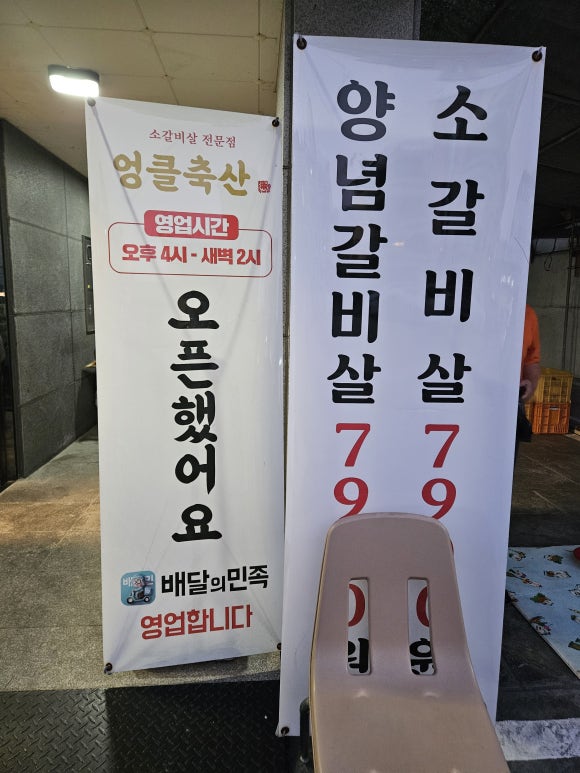 소갈비살 전문점
엉클축산
영업시간
오후 4시 - 새벽 2시
오픈했어요
배달의민족
영업합니다
소갈비살 79
양념갈비살 79